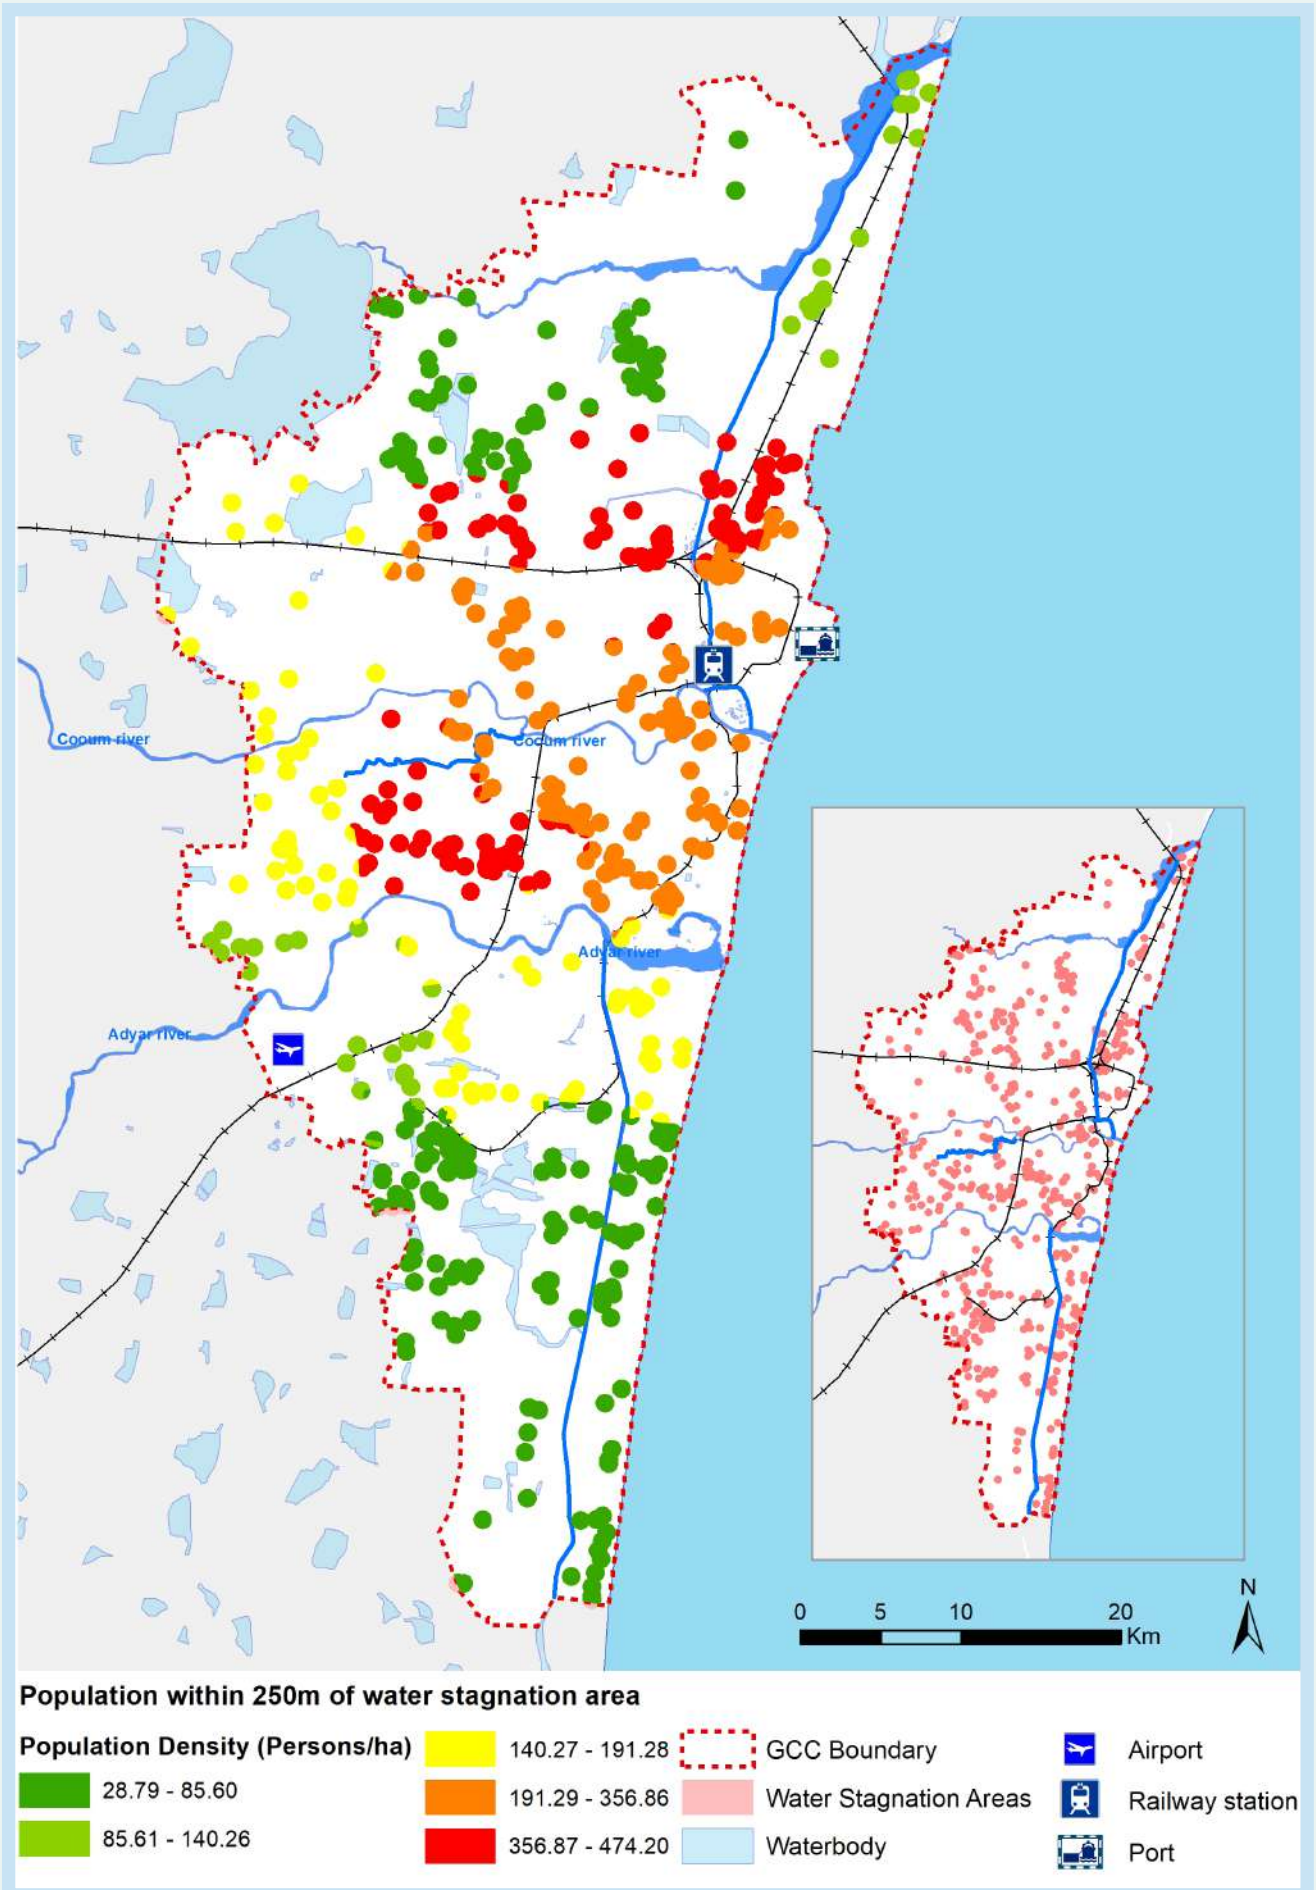 Cooum river
Cocum river
Adyar river
Adyar river
N
0 5 10 20
Km
Population within 250m of water stagnation area
Population Density (Persons/ha)
28.79 - 85.60
85.61 - 140.26
140.27 - 191.28
191.29 - 356.86
356.87 - 474.20
GCC Boundary
Water Stagnation Areas
Waterbody
Airport
Railway station
Port